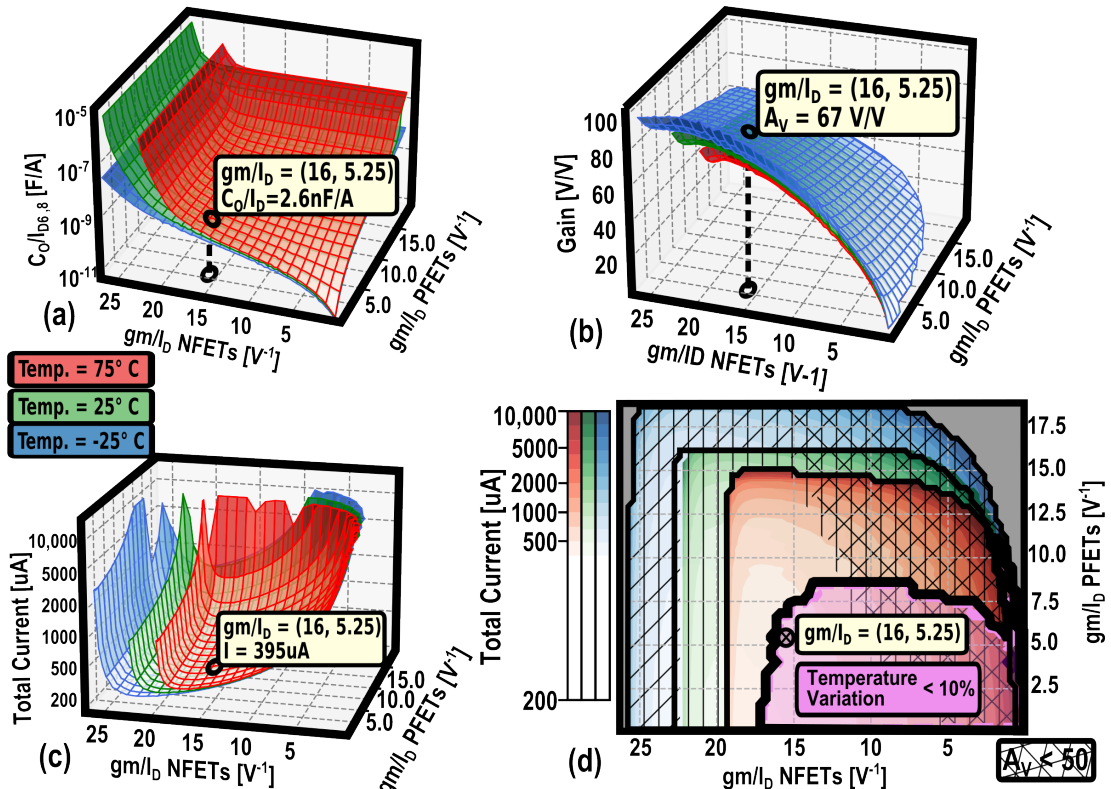 10⁻⁵
10⁻⁷
10⁻⁹
10⁻¹¹
C_O/I_D6,8 [F/A]
gm/I_D = (16, 5.25)
C_O/I_D=2.6nF/A
25
20
15
10
5
gm/I_D NFETs [V⁻¹]
5.0
10.0
15.0
gm/I_D PFETs [V⁻¹]
(a)
100
80
60
40
20
Gain [V/V]
gm/I_D = (16, 5.25)
A_V = 67 V/V
25
20
15
10
5
gm/ID NFETs [V-1]
5.0
10.0
15.0
gm/I_D PFETs [V⁻¹]
(b)
Temp. = 75° C
Temp. = 25° C
Temp. = -25° C
10,000
5000
2000
1000
500
200
Total Current [uA]
gm/I_D = (16, 5.25)
I = 395uA
25
20
15
10
5
gm/I_D NFETs [V⁻¹]
5.0
10.0
15.0
gm/I_D PFETs [V⁻¹]
(c)
10,000
5000
2000
1000
500
200
Total Current [uA]
17.5
15.0
12.5
10.0
7.5
5.0
2.5
gm/I_D PFETs [V⁻¹]
gm/I_D = (16, 5.25)
Temperature
Variation < 10%
25
20
15
10
5
gm/I_D NFETs [V⁻¹]
(d)
A_V < 50